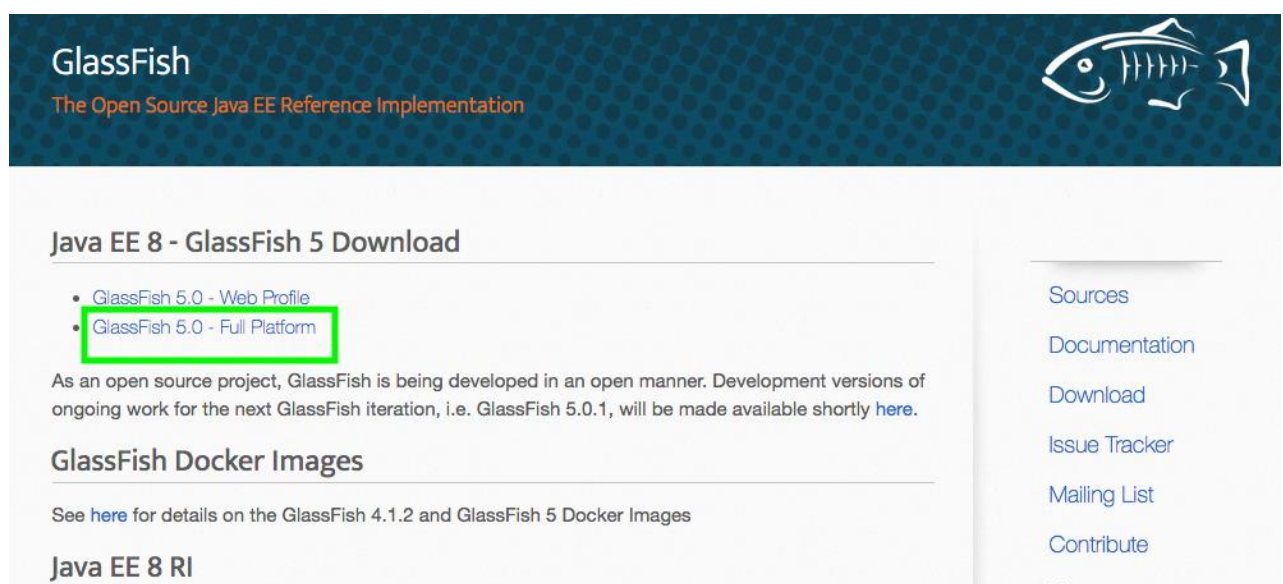 GlassFish
The Open Source Java EE Reference Implementation
Java EE 8 - GlassFish 5 Download
GlassFish 5.0 - Web Profile
GlassFish 5.0 - Full Platform
As an open source project, GlassFish is being developed in an open manner. Development versions of
ongoing work for the next GlassFish iteration, i.e. GlassFish 5.0.1, will be made available shortly here.
GlassFish Docker Images
See here for details on the GlassFish 4.1.2 and GlassFish 5 Docker Images
Java EE 8 RI
Sources
Documentation
Download
Issue Tracker
Mailing List
Contribute